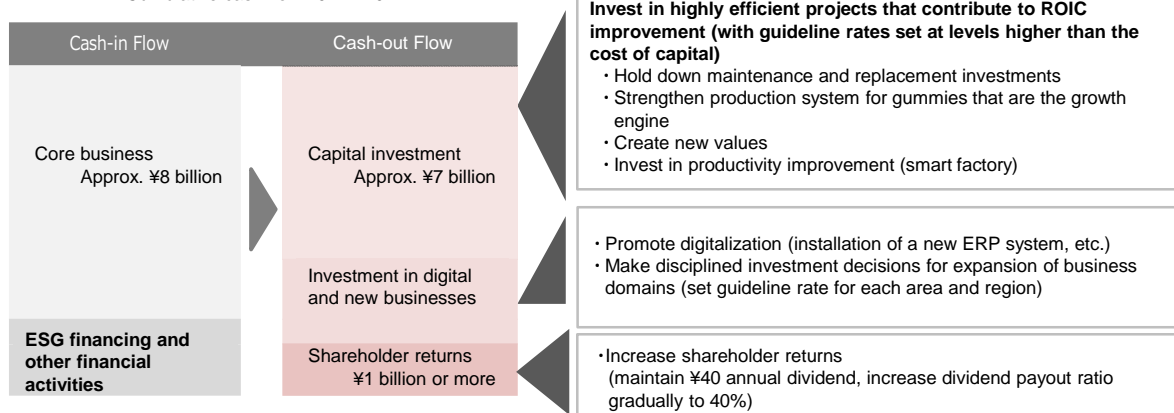 Invest in highly efficient projects that contribute to ROIC
improvement (with guideline rates set at levels higher than the
cost of capital)
・Hold down maintenance and replacement investments
・Strengthen production system for gummies that are the growth
engine
・Create new values
・Invest in productivity improvement (smart factory)
Cash-in Flow
Cash-out Flow
Core business
Approx. ¥8 billion
Capital investment
Approx. ¥7 billion
・Promote digitalization (installation of a new ERP system, etc.)
・Make disciplined investment decisions for expansion of business
domains (set guideline rate for each area and region)
Investment in digital
and new businesses
ESG financing and
other financial
activities
Shareholder returns
¥1 billion or more
・Increase shareholder returns
(maintain ¥40 annual dividend, increase dividend payout ratio
gradually to 40%)